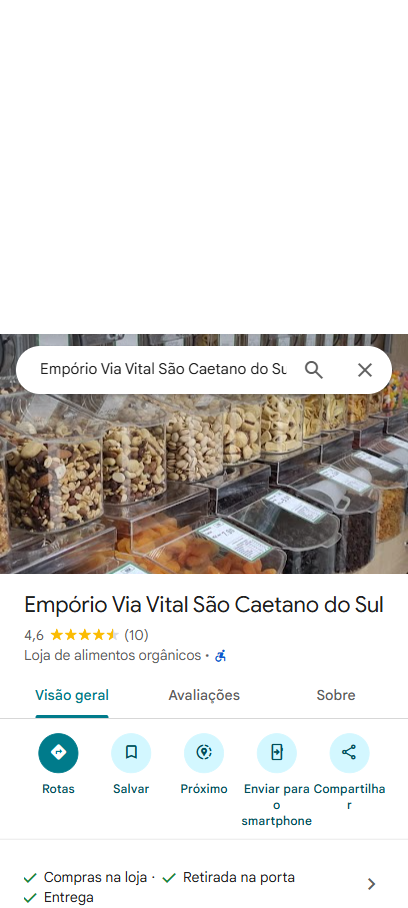 Empório Via Vital São Caetano do Su
Empório Via Vital São Caetano do Sul
4,6 (10)
Loja de alimentos orgânicos ·
Visão geral Avaliações Sobre
Rotas Salvar Próximo Enviar para o smartphone Compartilhar
Compras na loja · Retirada na porta
Entrega